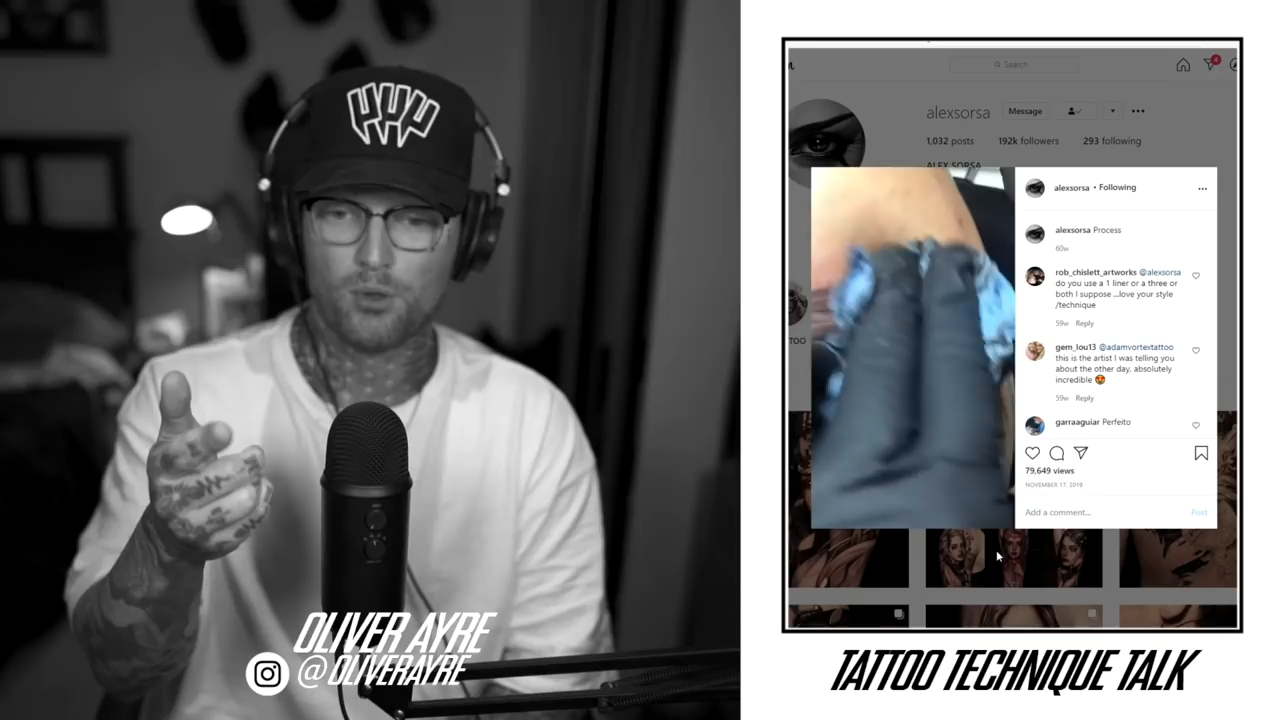 OLIVER AYRE
@OLIVERAYRE
Search
4
alexsorsa
Message
1,032 posts
192k followers
293 following
ALEX SORSA
alexsorsa • Following
alexsorsa Process
60w
rob_chislett_artworks @alexsorsa
do you use a 1 liner or a three or
both I suppose ...love your style
/technique
59w Reply
gem_lou13 @adamvortextattoo
this is the artist I was telling you
about the other day. absolutely
incredible 😍
59w Reply
garraaguiar Perfeito
79,649 views
NOVEMBER 17, 2019
Add a comment...
Post
TOO
TATTOO TECHNIQUE TALK